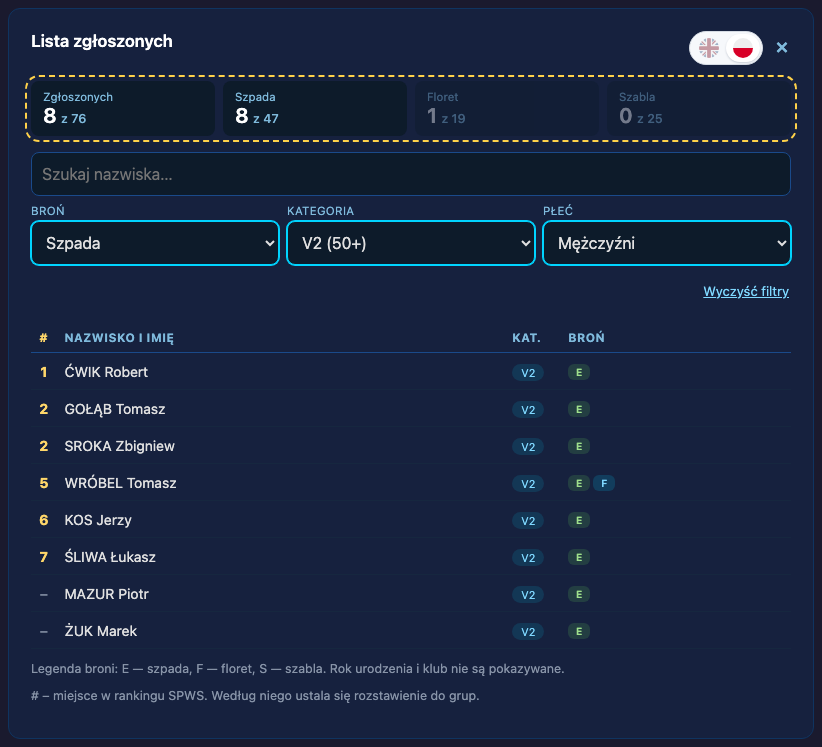 Lista zgłoszonych
×
Zgłoszonych Szpada Floret Szabla
8 z 76 8 z 47 1 z 19 0 z 25
Szukaj nazwiska...
BROŃ KATEGORIA PŁEĆ
Szpada V2 (50+) Mężczyźni
Wyczyść filtry
# NAZWISKO I IMIĘ KAT. BROŃ
1 ĆWIK Robert V2 E
2 GOŁĄB Tomasz V2 E
2 SROKA Zbigniew V2 E
5 WRÓBEL Tomasz V2 E F
6 KOS Jerzy V2 E
7 ŚLIWA Łukasz V2 E
– MAZUR Piotr V2 E
– ŻUK Marek V2 E
Legenda broni: E — szpada, F — floret, S — szabla. Rok urodzenia i klub nie są pokazywane.
# – miejsce w rankingu SPWS. Według niego ustala się rozstawienie do grup.